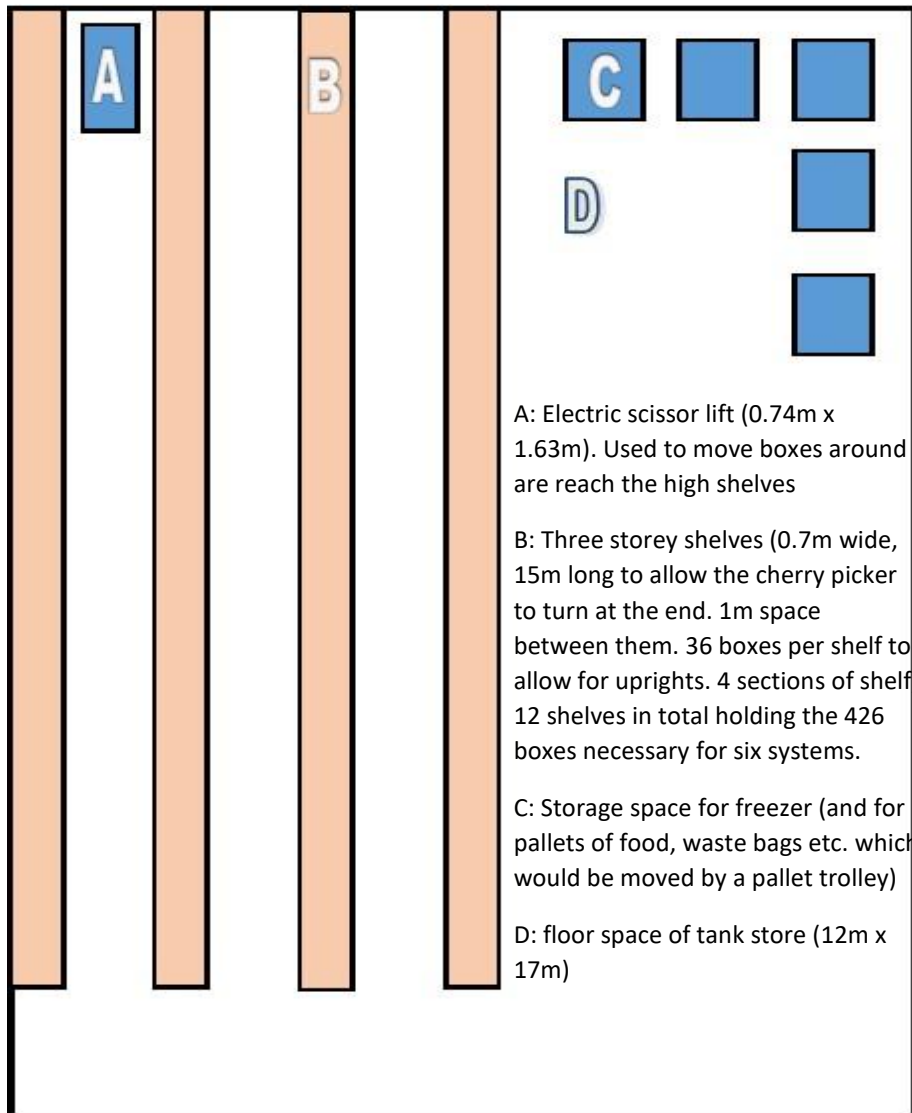 A
B
C
D
A: Electric scissor lift (0.74m x
1.63m). Used to move boxes around
are reach the high shelves
B: Three storey shelves (0.7m wide,
15m long to allow the cherry picker
to turn at the end. 1m space
between them. 36 boxes per shelf to
allow for uprights. 4 sections of shelf
12 shelves in total holding the 426
boxes necessary for six systems.
C: Storage space for freezer (and for
pallets of food, waste bags etc. which
would be moved by a pallet trolley)
D: floor space of tank store (12m x
17m)